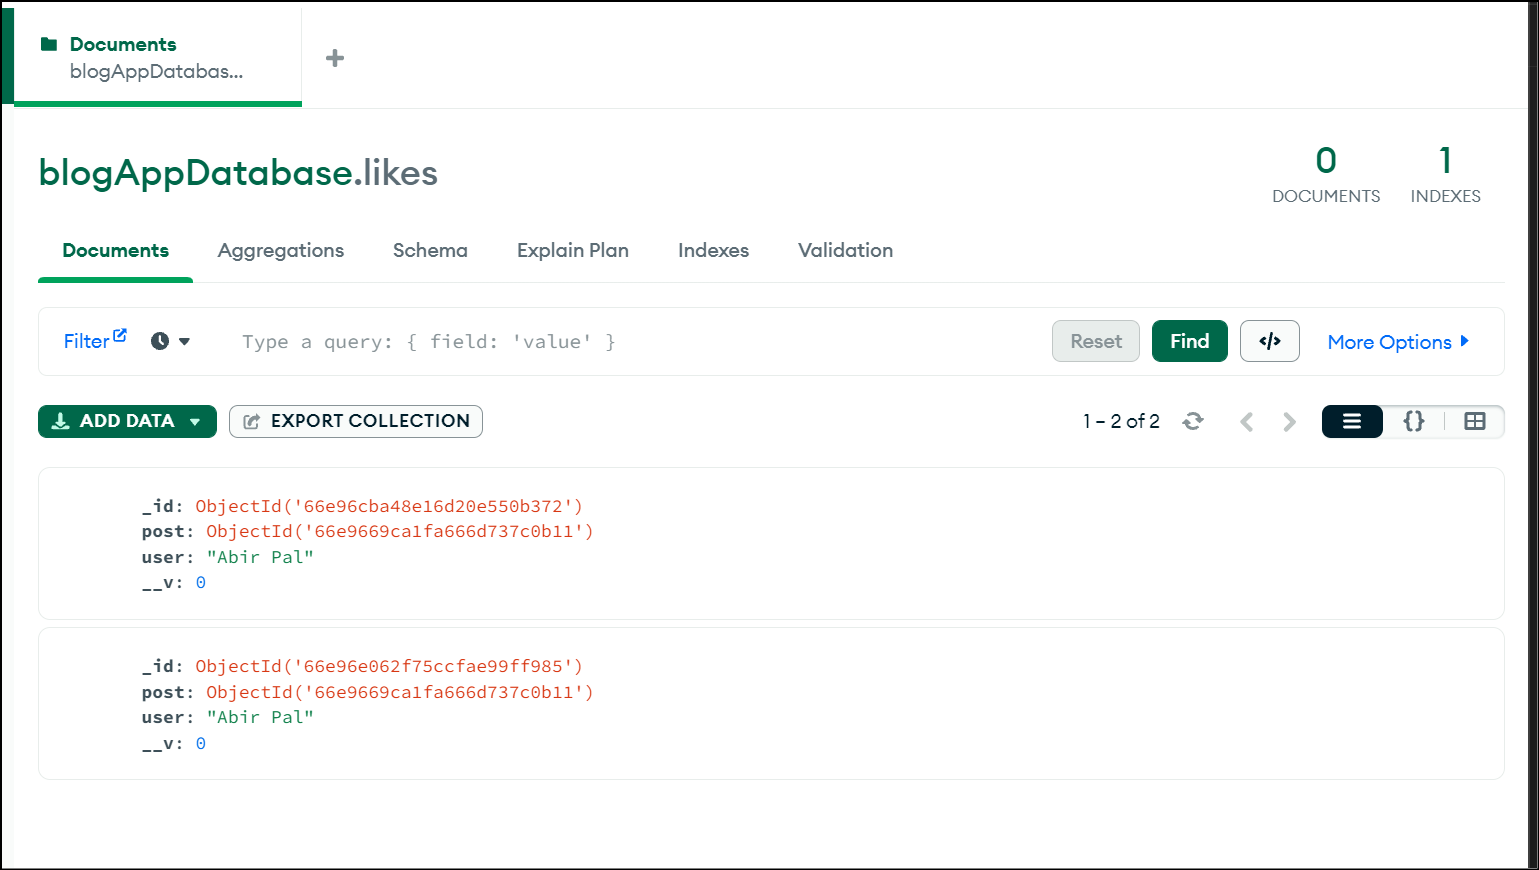 Documents
blogAppDatabas...
blogAppDatabase.likes
0
DOCUMENTS
1
INDEXES
Documents Aggregations Schema Explain Plan Indexes Validation
Filter Type a query: { field: 'value' } Reset Find </> More Options
ADD DATA EXPORT COLLECTION 1 – 2 of 2 {}
_id: ObjectId('66e96cba48e16d20e550b372')
post: ObjectId('66e9669ca1fa666d737c0b11')
user: "Abir Pal"
__v: 0
_id: ObjectId('66e96e062f75ccfae99ff985')
post: ObjectId('66e9669ca1fa666d737c0b11')
user: "Abir Pal"
__v: 0